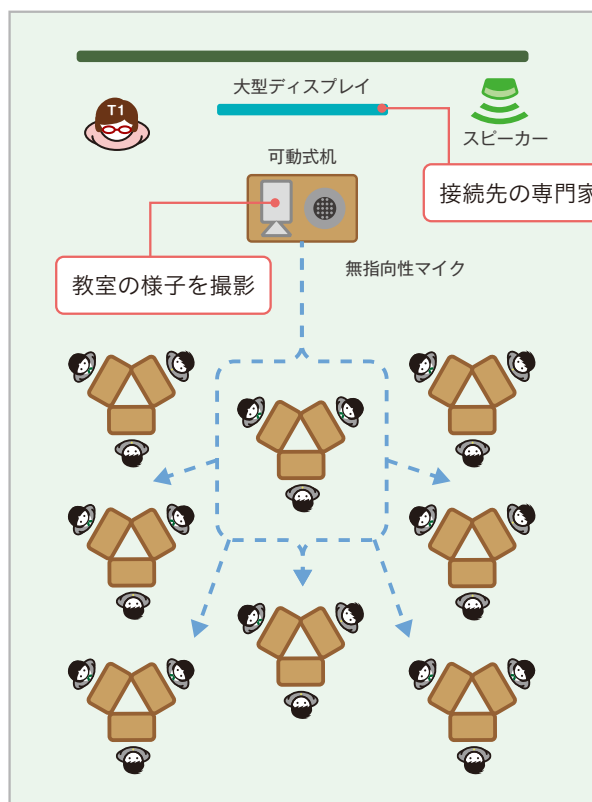 大型ディスプレイ
T1
スピーカー
可動式机
接続先の専門家
教室の様子を撮影
無指向性マイク